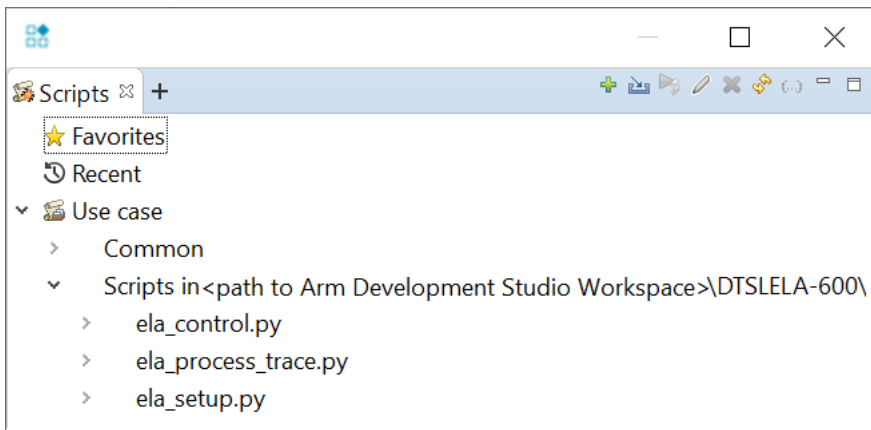 Scripts
Favorites
Recent
Use case
Common
Scripts in<path to Arm Development Studio Workspace>\DTSLELA-600\
ela_control.py
ela_process_trace.py
ela_setup.py